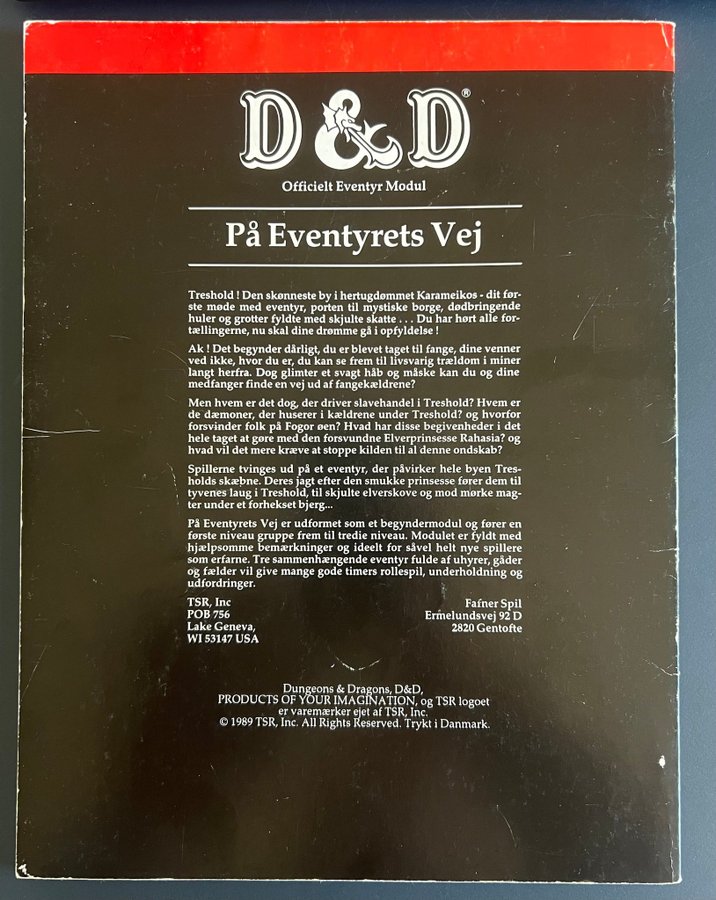 D&D®
Officielt Eventyr Modul
På Eventyrets Vej
Treshold ! Den skønneste by i hertugdømmet Karameikos - dit før-
ste møde med eventyr, porten til mystiske borge, dødbringende
huler og grotter fyldte med skjulte skatte . . . Du har hørt alle for-
tællingerne, nu skal dine drømme gå i opfyldelse !
Ak ! Det begynder dårligt, du er blevet taget til fange, dine venner
ved ikke, hvor du er, du kan se frem til livsvarig trældom i miner
langt herfra. Dog glimter et svagt håb og måske kan du og dine
medfanger finde en vej ud af fangekældrene?
Men hvem er det dog, der driver slavehandel i Treshold? Hvem er
de dæmoner, der huserer i kældrene under Treshold? og hvorfor
forsvinder folk på Fogor øen? Hvad har disse begivenheder i det
hele taget at gøre med den forsvundne Elverprinsesse Rahasia? og
hvad vil det mere kræve at stoppe kilden til al denne ondskab?
Spillerne tvinges ud på et eventyr, der påvirker hele byen Tres-
holds skæbne. Deres jagt efter den smukke prinsesse fører dem til
tyvenes laug i Treshold, til skjulte elverskove og mod mørke mag-
ter under et forhekset bjerg...
På Eventyrets Vej er udformet som et begyndermodul og fører en
første niveau gruppe frem til tredie niveau. Modulet er fyldt med
hjælpsomme bemærkninger og ideelt for såvel helt nye spillere
som erfarne. Tre sammenhængende eventyr fulde af uhyrer, gåder
og fælder vil give mange gode timers rollespil, underholdning og
udfordringer.
TSR, Inc
POB 756
Lake Geneva,
WI 53147 USA
Fafner Spil
Ermelundsvej 92 D
2820 Gentofte
Dungeons & Dragons, D&D,
PRODUCTS OF YOUR IMAGINATION, og TSR logoet
er varemærker ejet af TSR, Inc.
© 1989 TSR, Inc. All Rights Reserved. Trykt i Danmark.